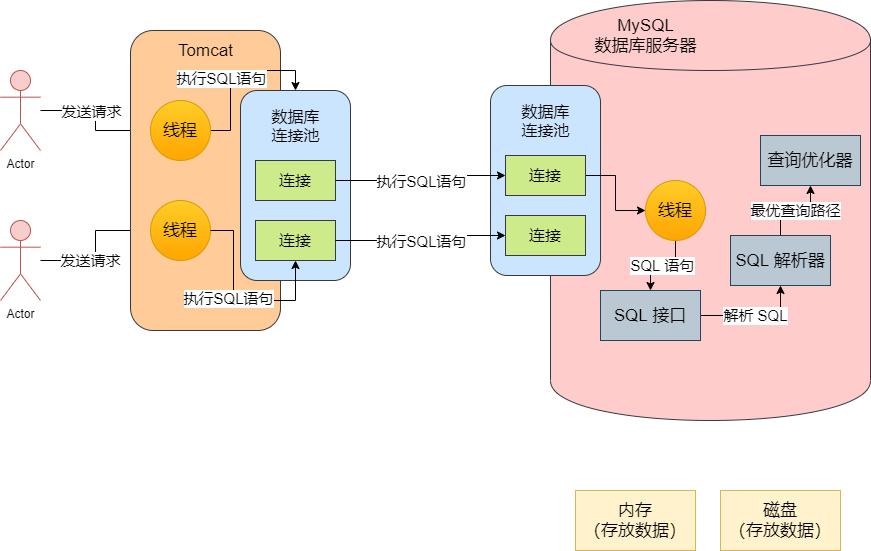 MySQL
数据库服务器
Tomcat
执行SQL语句
发送请求
线程
数据库
连接池
数据库
连接池
Actor
查询优化器
连接
执行SQL语句
连接
线程
最优查询路径
线程
连接
执行SQL语句
连接
发送请求
SQL 语句
SQL 解析器
执行SQL语句
Actor
SQL 接口
解析 SQL
内存
（存放数据）
磁盘
（存放数据）